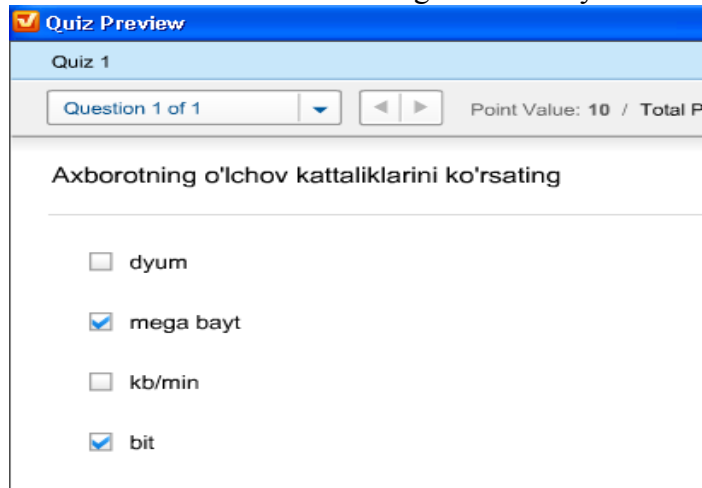 Quiz Preview
Quiz 1
Question 1 of 1
Point Value: 10 / Total P
Axborotning o'lchov kattaliklarini ko'rsating
dyum
mega bayt
kb/min
bit